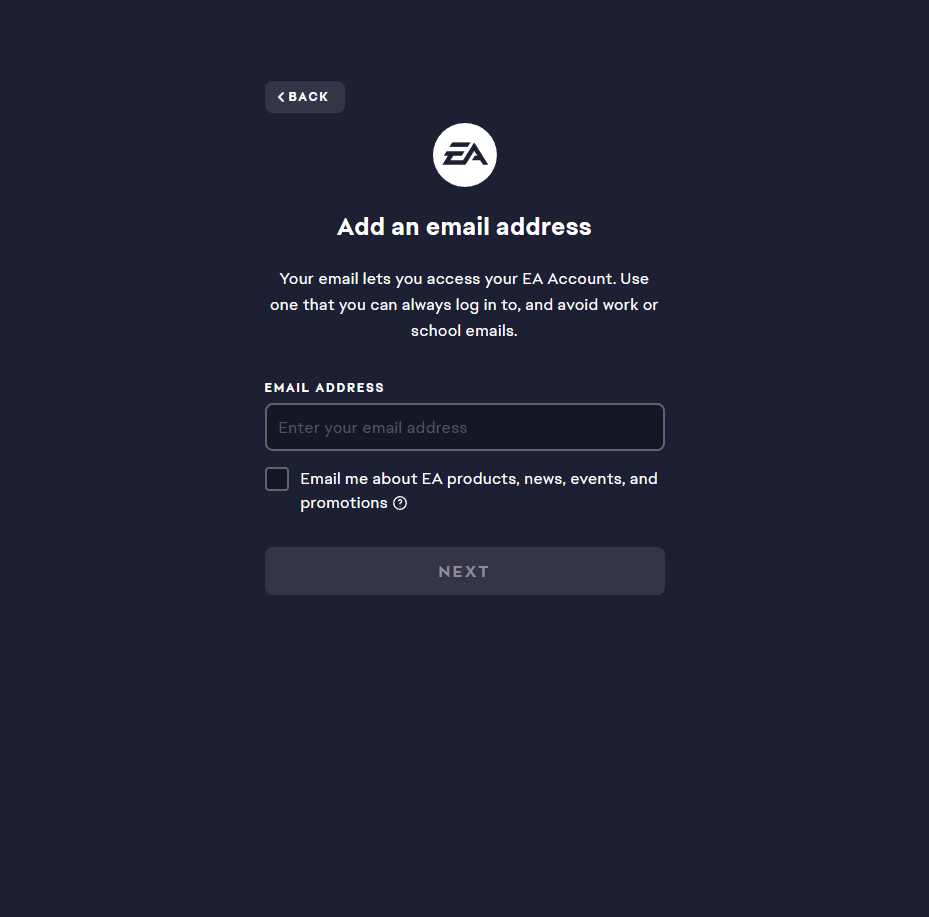 BACK
EA
Add an email address
Your email lets you access your EA Account. Use
one that you can always log in to, and avoid work or
school emails.
EMAIL ADDRESS
Enter your email address
Email me about EA products, news, events, and
promotions ?
NEXT